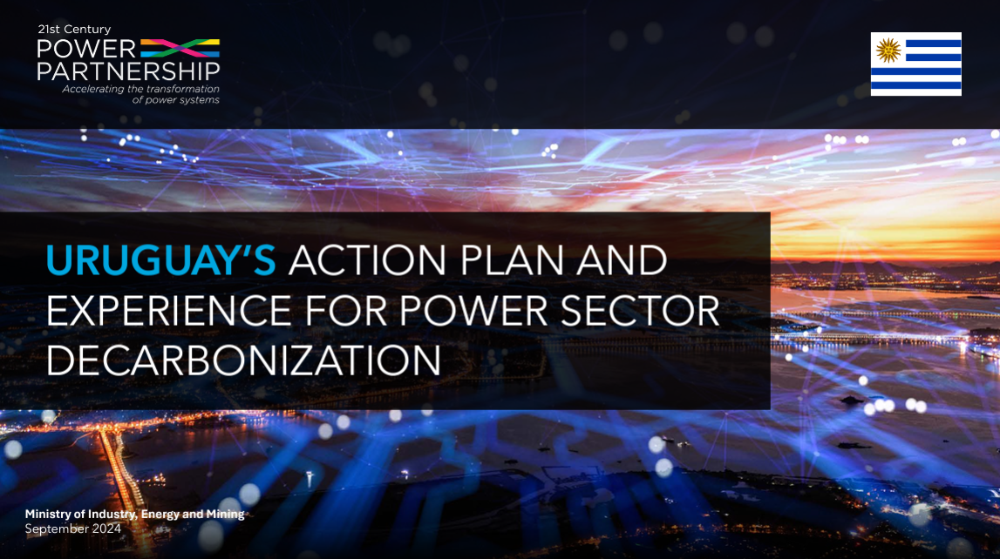 21st Century
POWER
PARTNERSHIP
Accelerating the transformation
of power systems
URUGUAY’S ACTION PLAN AND
EXPERIENCE FOR POWER SECTOR
DECARBONIZATION
Ministry of Industry, Energy and Mining
September 2024